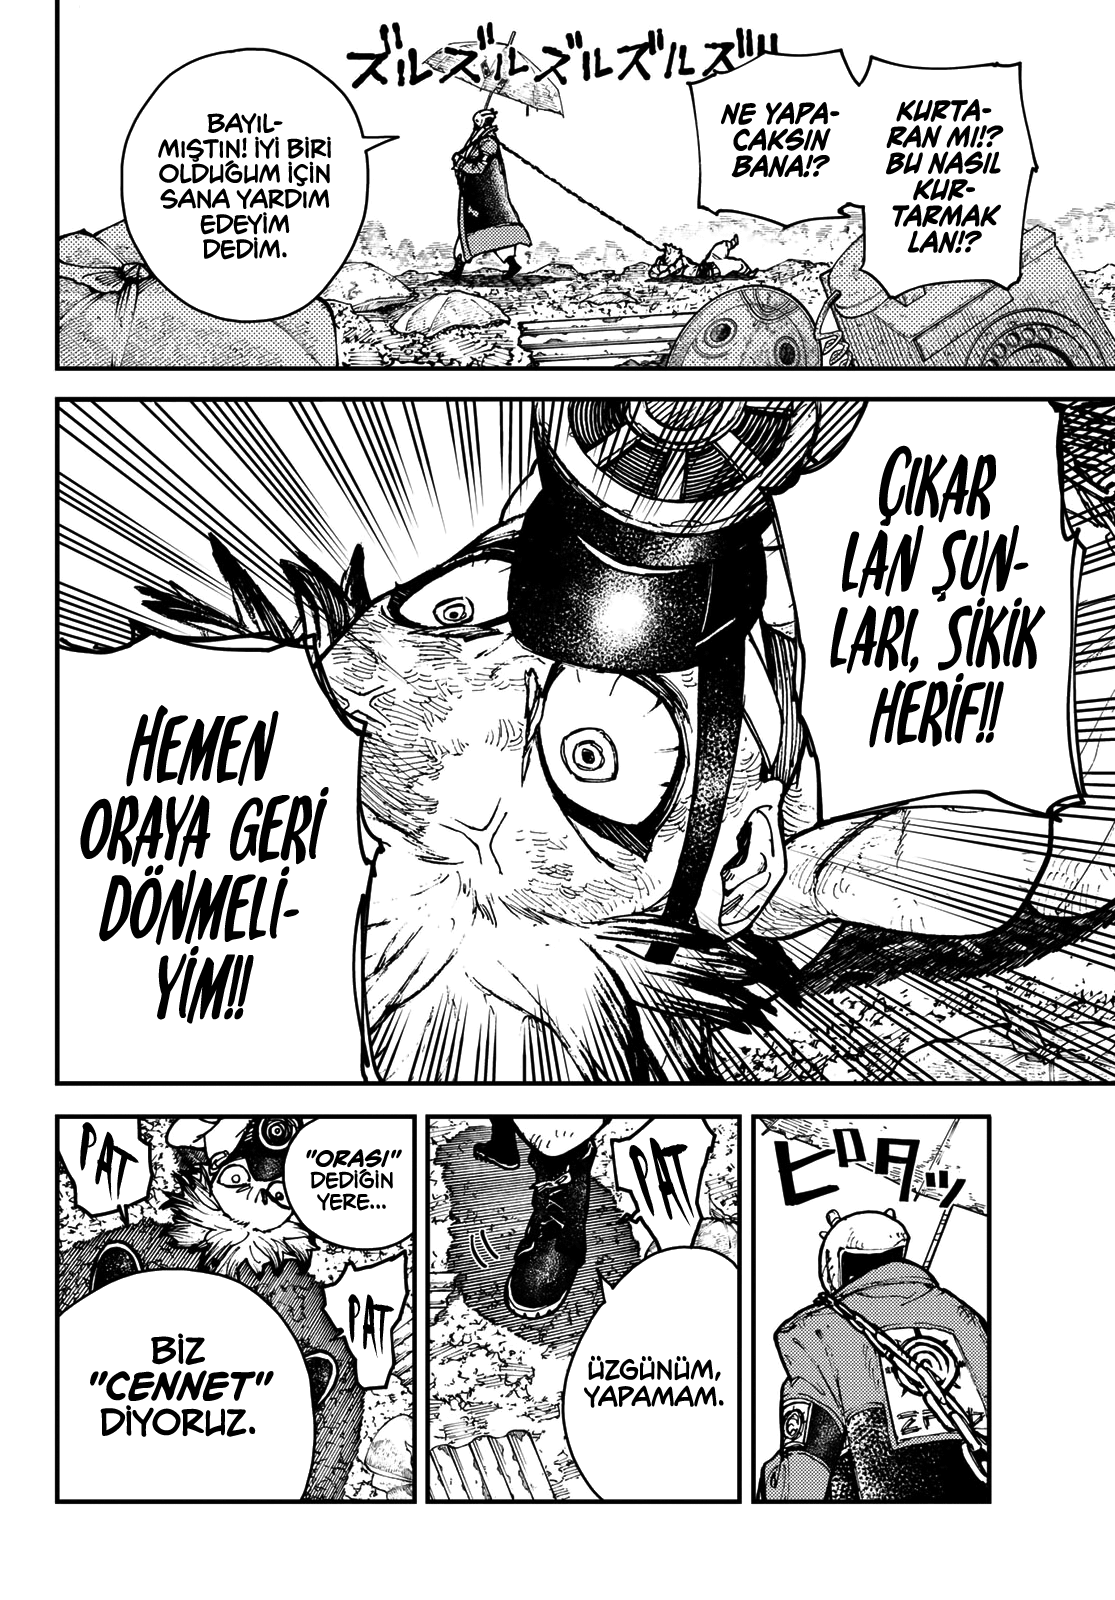 ズルズルズルズルズ
KURTA-
RAN MI!?
BU NASIL
KUR-
TARMAK
LAN!?
NE YAPA-
CAKSIN
BANA!?
BAYIL-
MIŞTIN! İYİ BİRİ
OLDUĞUM İÇİN
SANA YARDIM
EDEYİM
DEDİM.
ÇIKAR
LAN ŞUN-
LARI, SİKİK
HERİF!!
HEMEN
ORAYA GERİ
DÖNMELİ-
YİM!!
ピタッ
ZF
PAT
ÜZGÜNÜM,
YAPAMAM.
"ORASI"
DEDİĞİN
YERE...
PAT
PAT
BİZ
"CENNET"
DİYORUZ.